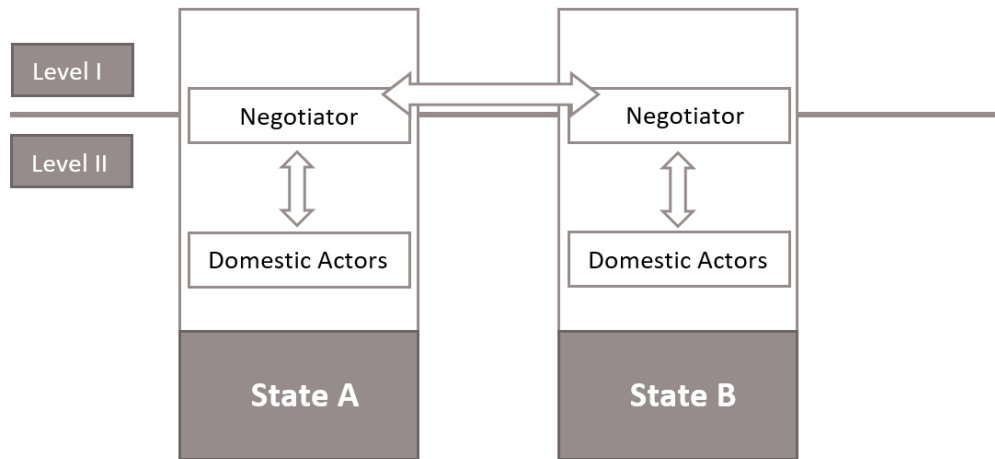 Level I
Negotiator
Negotiator
Level II
Domestic Actors
Domestic Actors
State A
State B